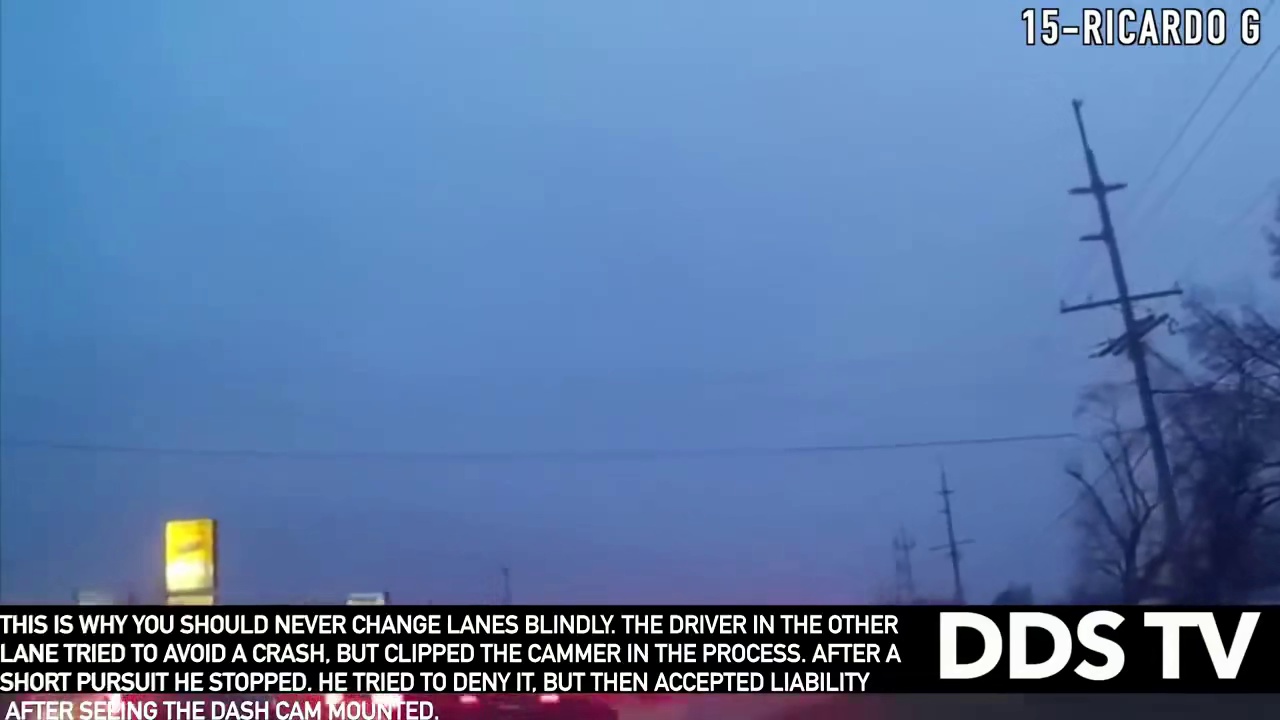 15-RICARDO G
THIS IS WHY YOU SHOULD NEVER CHANGE LANES BLINDLY. THE DRIVER IN THE OTHER
LANE TRIED TO AVOID A CRASH, BUT CLIPPED THE CAMMER IN THE PROCESS. AFTER A
SHORT PURSUIT HE STOPPED. HE TRIED TO DENY IT, BUT THEN ACCEPTED LIABILITY
AFTER SEEING THE DASH CAM MOUNTED.
DDS TV